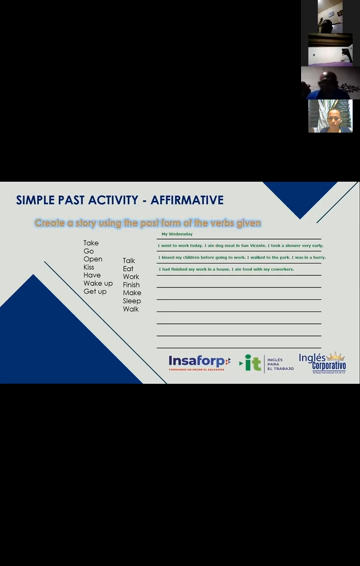 SIMPLE PAST ACTIVITY - AFFIRMATIVE
Create a story using the past form of the verbs given
Take
Go
Open
Kiss
Have
Wake up
Get up
Talk
Eat
Work
Finish
Make
Sleep
Walk
My Wednesday
I went to work today. I ate dog meat in San Vicente. I took a shower very early.
I kissed my children before going to work. I walked to the park. I was in a hurry.
I had finished my work in a house. I ate food with my coworkers.
Insaforp
it
INGLÉS
PARA
EL TRABAJO
Inglés
Corporativo